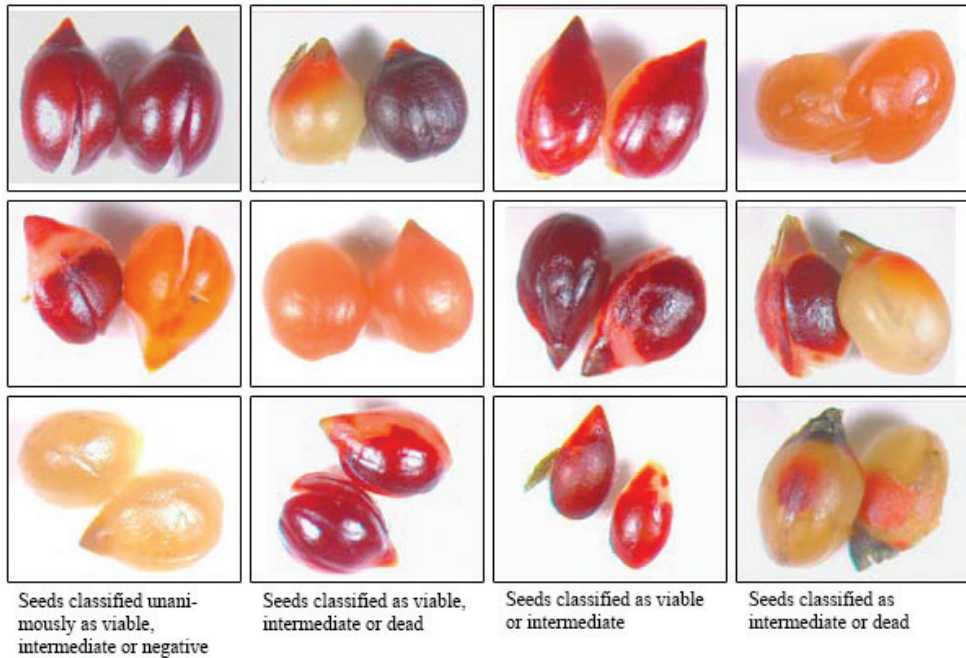 Seeds classified unani-
mously as viable,
intermediate or negative
Seeds classified as viable,
intermediate or dead
Seeds classified as viable
or intermediate
Seeds classified as
intermediate or dead